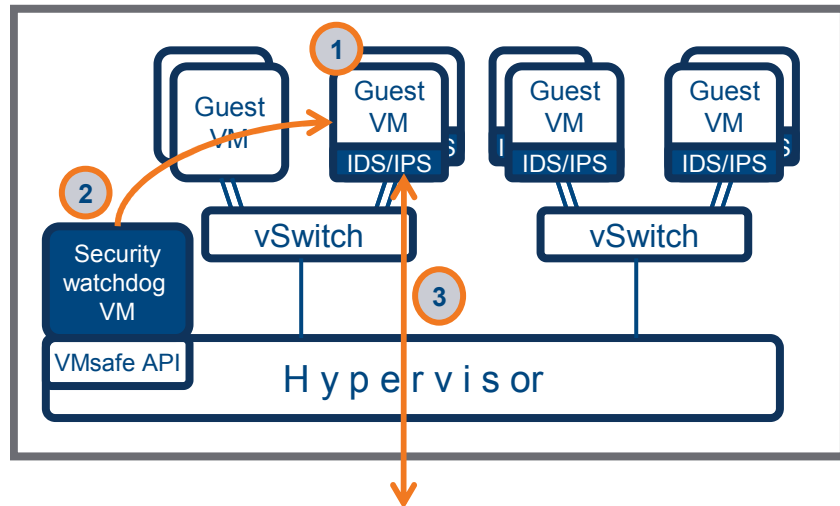 1
Guest
VM
Guest
VM
IDS/IPS
S
Guest
VM
I
IDS/IPS
Guest
VM
IDS/IPS
S
2
vSwitch
vSwitch
Security
watchdog
VM
3
VMsafe API
Hypervisor